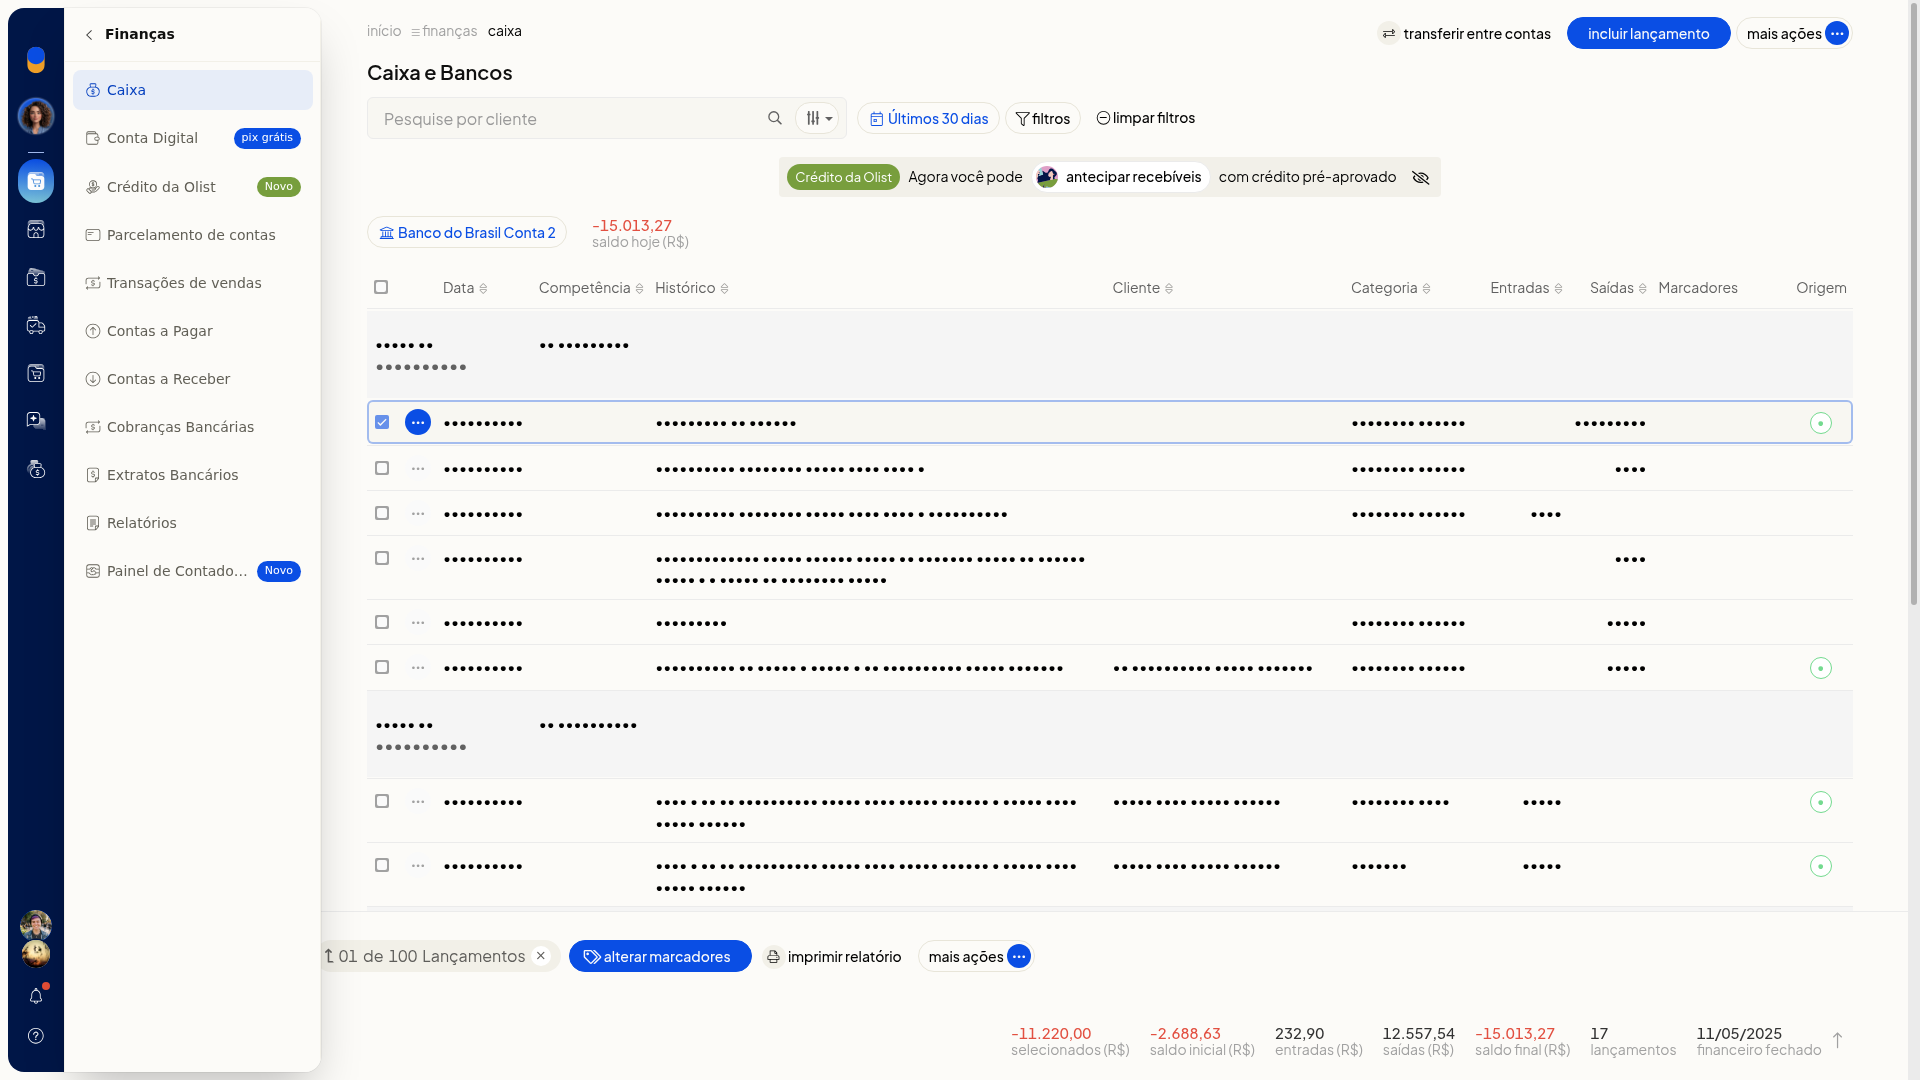 Finanças
Caixa
Conta Digital
pix grátis
Crédito da Olist
Novo
Parcelamento de contas
Transações de vendas
Contas a Pagar
Contas a Receber
Cobranças Bancárias
Extratos Bancários
Relatórios
Painel de Contado...
Novo
início finanças caixa
transferir entre contas
incluir lançamento
mais ações
Caixa e Bancos
Pesquise por cliente
Últimos 30 dias
filtros
limpar filtros
Crédito da Olist Agora você pode antecipar recebíveis com crédito pré-aprovado
Banco do Brasil Conta 2
-15.013,27
saldo hoje (R$)
Data Competência Histórico Cliente Categoria Entradas Saídas Marcadores Origem
01 de 100 Lançamentos
alterar marcadores
imprimir relatório
mais ações
-11.220,00
selecionados (R$)
-2.688,63
saldo inicial (R$)
232,90
entradas (R$)
12.557,54
saídas (R$)
-15.013,27
saldo final (R$)
17
lançamentos
11/05/2025
financeiro fechado